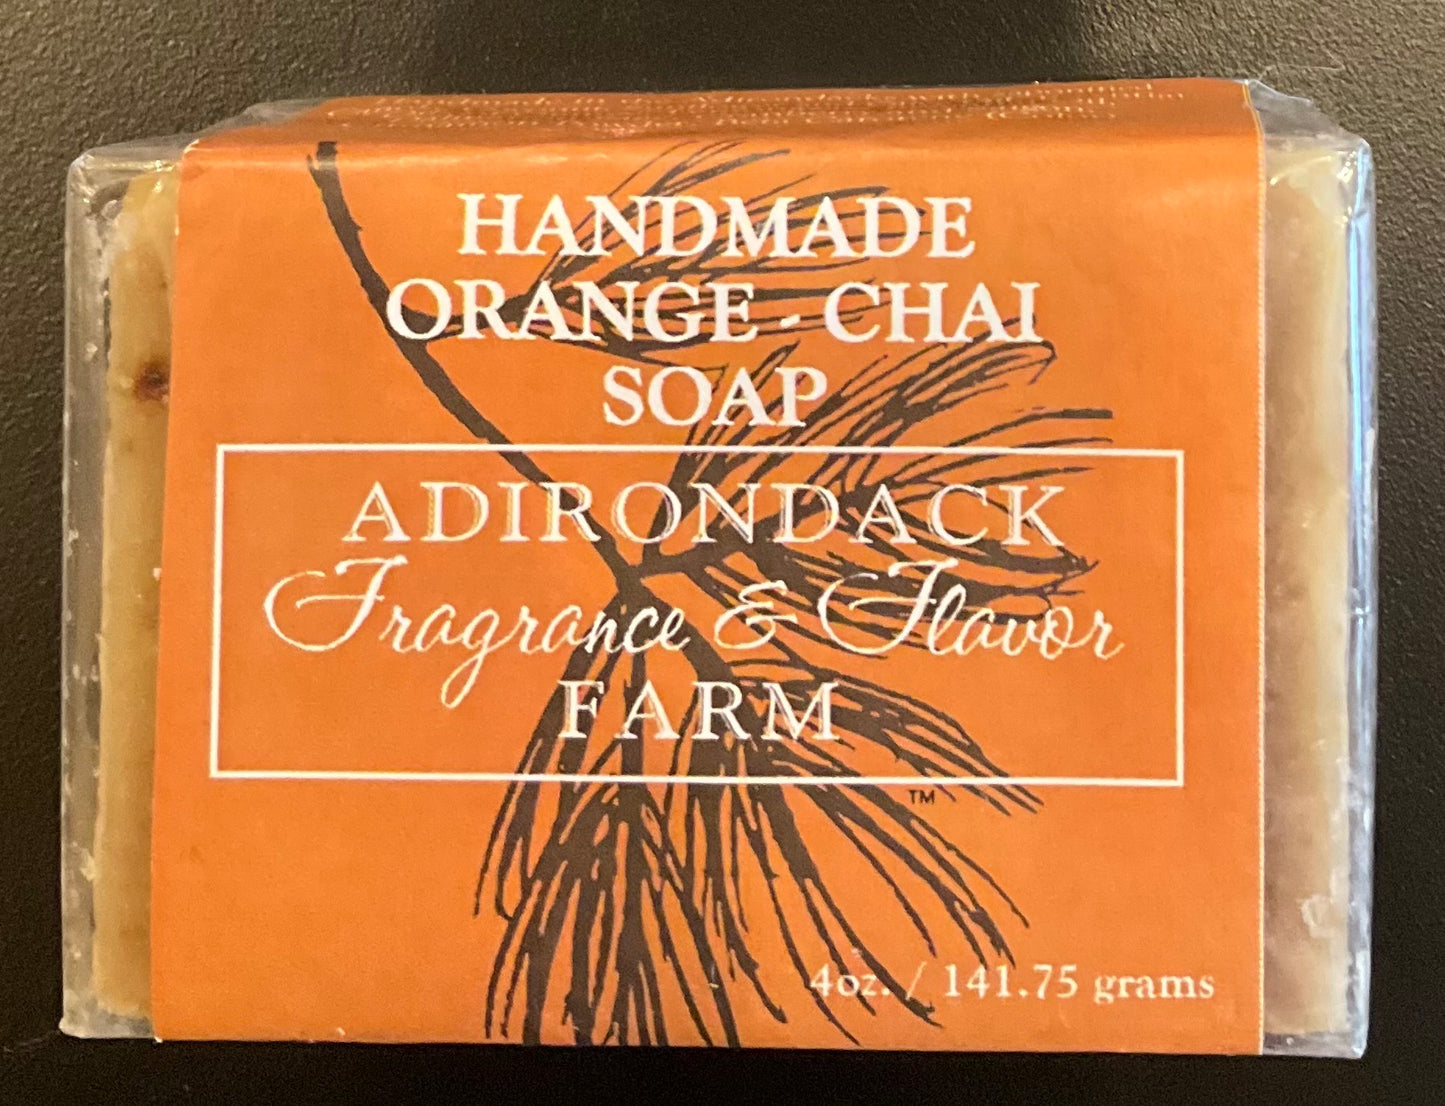 HANDMADE
ORANGE · CHAI
SOAP
ADIRONDACK
Fragrance & Flavor
FARM
TM
4oz. / 141.75 grams